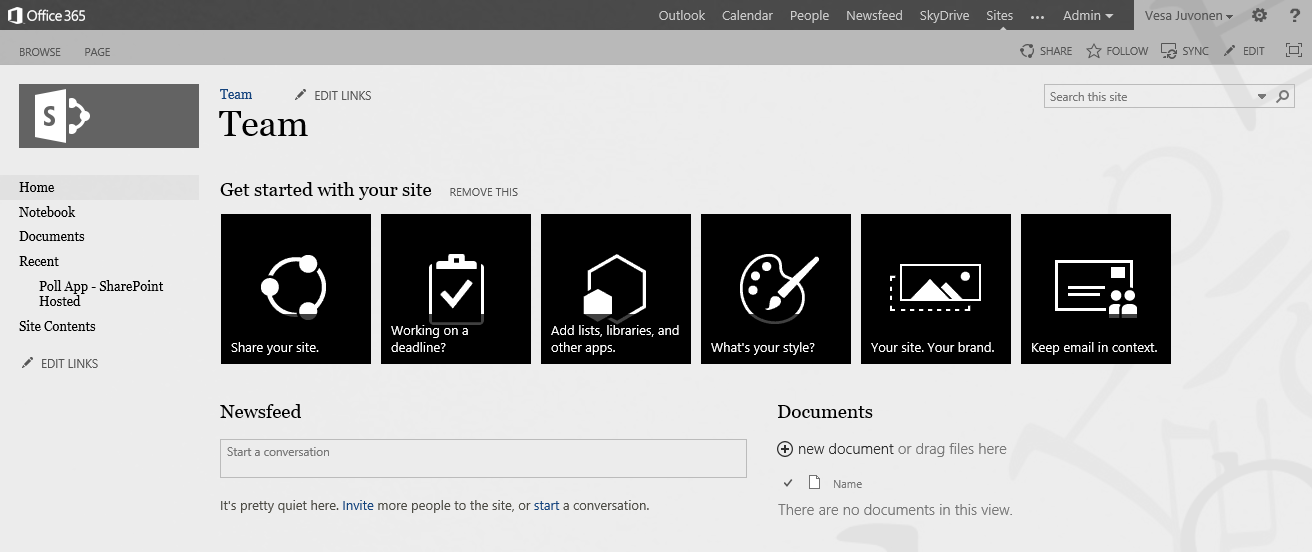 Office 365
Outlook Calendar People Newsfeed SkyDrive Sites ••• Admin Vesa Juvonen ?
BROWSE PAGE
SHARE FOLLOW SYNC EDIT
S
Team EDIT LINKS
Search this site
Team
Home
Notebook
Documents
Recent
Poll App - SharePoint
Hosted
Site Contents
EDIT LINKS
Get started with your site REMOVE THIS
Share your site.
Working on a
deadline?
Add lists, libraries, and
other apps.
What's your style?
Your site. Your brand.
Keep email in context.
Newsfeed
Start a conversation
It's pretty quiet here. Invite more people to the site, or start a conversation.
Documents
new document or drag files here
Name
There are no documents in this view.